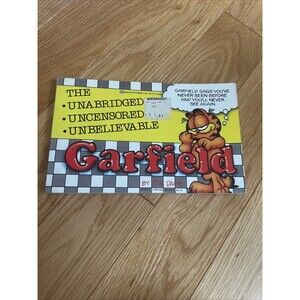 THE
• UNABRIDGED
• UNCENSORED
• UNBELIEVABLE
GARFIELD GAGS YOU'VE
NEVER SEEN BEFORE
AND YOU'LL NEVER
SEE AGAIN
Garfield
BY